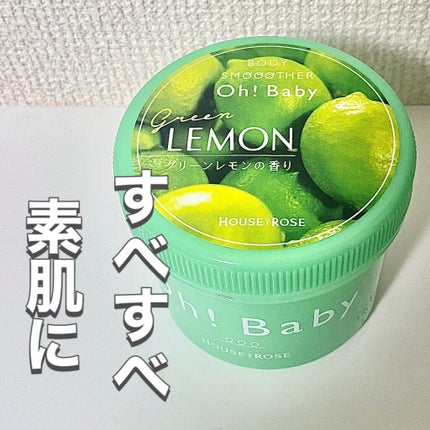 BODY
SMOOOTHER
Oh! Baby
Green
LEMON
グリーンレモンの香り
HOUSE OF ROSE
すべすべ
素肌に
Oh! Baby
HOUSE OF ROSE